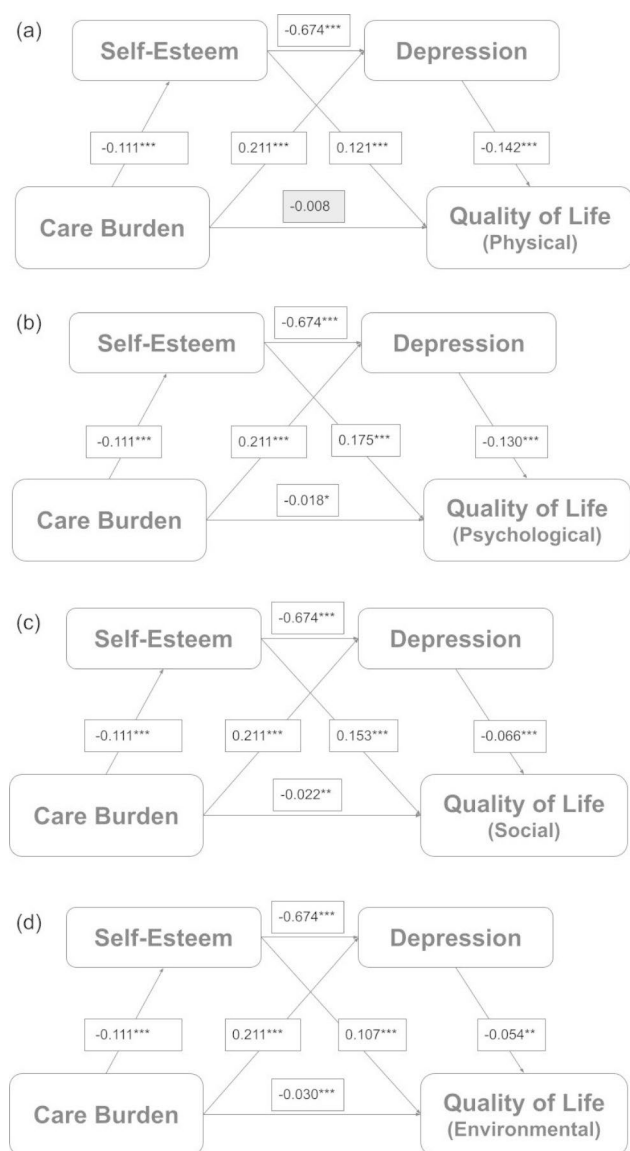 (a)
-0.674***
Self-Esteem
Depression
-0.111***
0.211***
0.121***
-0.142***
-0.008
Care Burden
Quality of Life
(Physical)
(b)
-0.674***
Self-Esteem
Depression
-0.111***
0.211***
0.175***
-0.130***
-0.018*
Care Burden
Quality of Life
(Psychological)
(c)
-0.674***
Self-Esteem
Depression
-0.111***
0.211***
0.153***
-0.066***
-0.022**
Care Burden
Quality of Life
(Social)
(d)
-0.674***
Self-Esteem
Depression
-0.111***
0.211***
0.107***
-0.054**
-0.030***
Care Burden
Quality of Life
(Environmental)